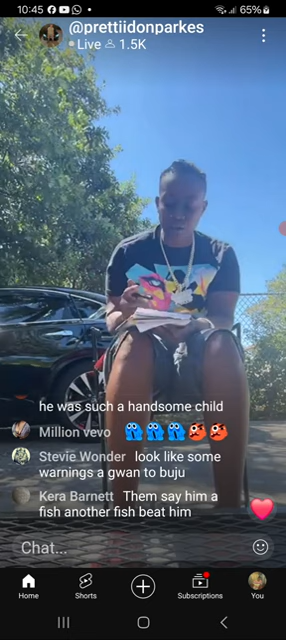 10:45
65%
@prettiidonparkes
Live 1.5K
he was such a handsome child
Million vevo
Stevie Wonder look like some
warnings a gwan to buju
Kera Barnett Them say him a
fish another fish beat him
Chat...
Home Shorts Subscriptions You